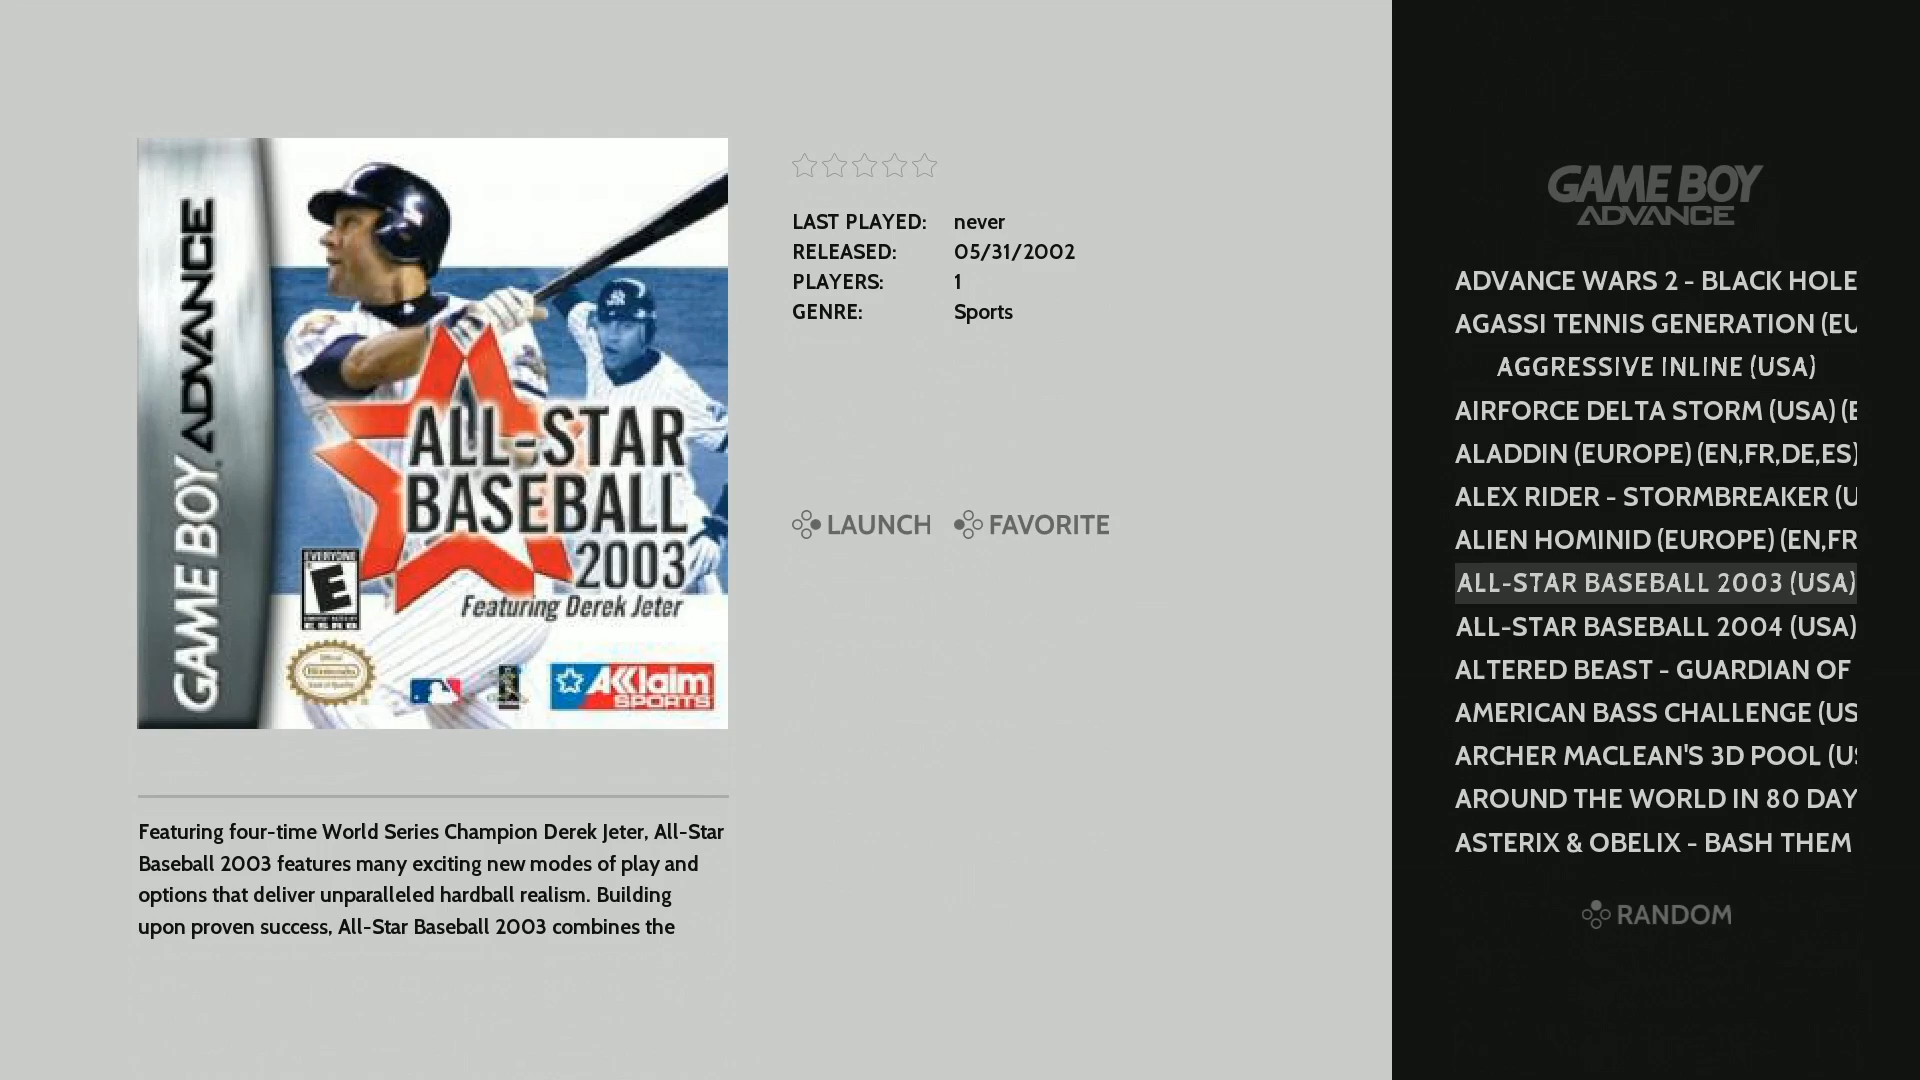 GAME BOY ADVANCE
ALL-STAR
BASEBALL
2003
Featuring Derek Jeter
EVERYONE
E
ESRB
Nintendo
AKKlaim
SPORTS
LAST PLAYED: never
RELEASED: 05/31/2002
PLAYERS: 1
GENRE: Sports
LAUNCH FAVORITE
Featuring four-time World Series Champion Derek Jeter, All-Star
Baseball 2003 features many exciting new modes of play and
options that deliver unparalleled hardball realism. Building
upon proven success, All-Star Baseball 2003 combines the
GAME BOY
ADVANCE
ADVANCE WARS 2 - BLACK HOLE
AGASSI TENNIS GENERATION (EU
AGGRESSIVE INLINE (USA)
AIRFORCE DELTA STORM (USA) (E
ALADDIN (EUROPE) (EN,FR,DE,ES)
ALEX RIDER - STORMBREAKER (U
ALIEN HOMINID (EUROPE) (EN,FR
ALL-STAR BASEBALL 2003 (USA)
ALL-STAR BASEBALL 2004 (USA)
ALTERED BEAST - GUARDIAN OF
AMERICAN BASS CHALLENGE (US
ARCHER MACLEAN'S 3D POOL (US
AROUND THE WORLD IN 80 DAY
ASTERIX & OBELIX - BASH THEM
RANDOM